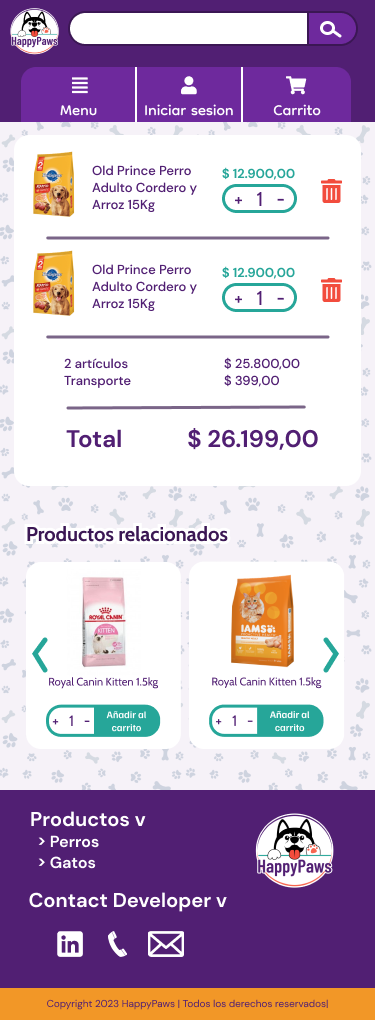 HappyPaws
Menu
Iniciar sesion
Carrito
Old Prince Perro
Adulto Cordero y
Arroz 15Kg
$ 12.900,00
+ 1 -
Old Prince Perro
Adulto Cordero y
Arroz 15Kg
$ 12.900,00
+ 1 -
2 artículos $ 25.800,00
Transporte $ 399,00
Total $ 26.199,00
Productos relacionados
ROYAL CANIN
KITTEN
IAMS
Royal Canin Kitten 1.5kg
Royal Canin Kitten 1.5kg
+ 1 -
Añadir al
carrito
+ 1 -
Añadir al
carrito
Productos v
> Perros
> Gatos
HappyPaws
Contact Developer v
in
Copyright 2023 HappyPaws | Todos los derechos reservados|